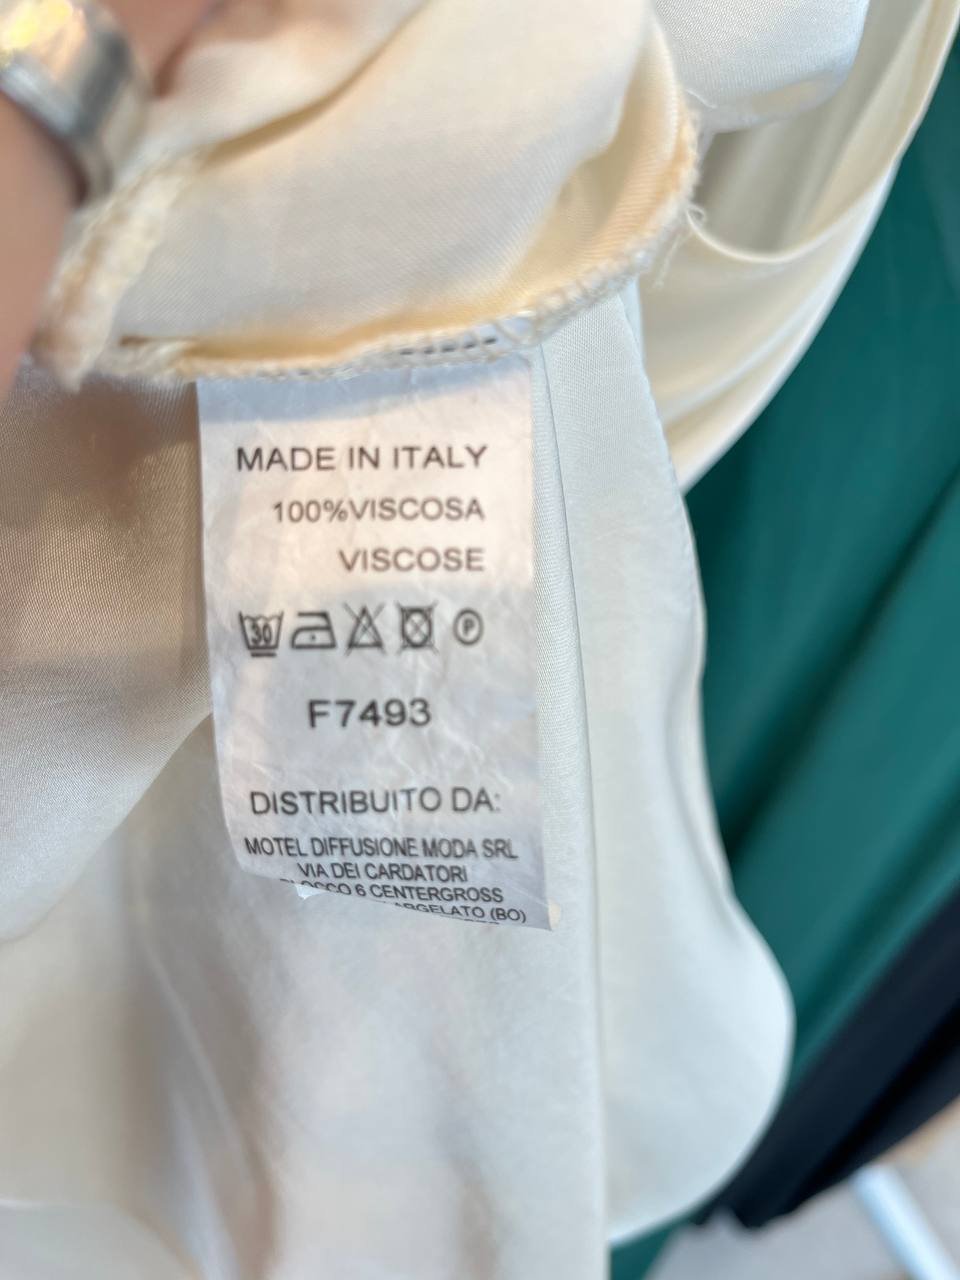 MADE IN ITALY
100%VISCOSA
VISCOSE
30
P
F7493
DISTRIBUITO DA:
MOTEL DIFFUSIONE MODA SRL
VIA DEI CARDATORI
6 CENTERGROSS
(BO)